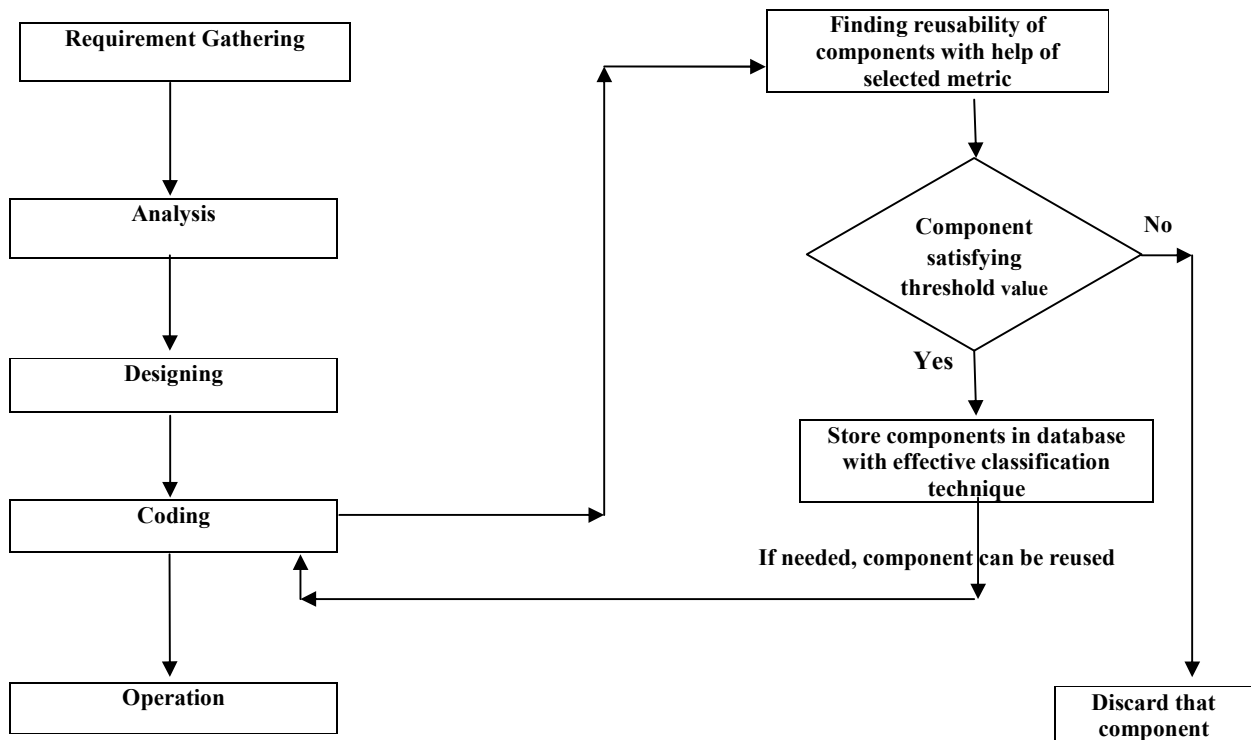 Requirement Gathering
Analysis
Designing
Coding
Operation
Finding reusability of
components with help of
selected metric
Component
satisfying
threshold value
No
Yes
Store components in database
with effective classification
technique
If needed, component can be reused
Discard that
component